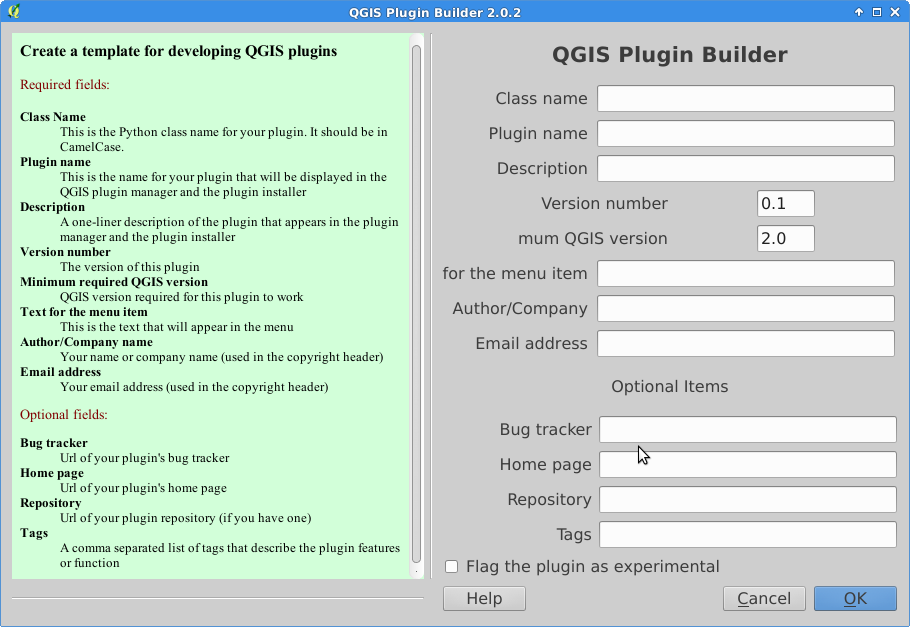 QGIS Plugin Builder 2.0.2
Create a template for developing QGIS plugins
Required fields:
Class Name
This is the Python class name for your plugin. It should be in
CamelCase.
Plugin name
This is the name for your plugin that will be displayed in the
QGIS plugin manager and the plugin installer
Description
A one-liner description of the plugin that appears in the plugin
manager and the plugin installer
Version number
The version of this plugin
Minimum required QGIS version
QGIS version required for this plugin to work
Text for the menu item
This is the text that will appear in the menu
Author/Company name
Your name or company name (used in the copyright header)
Email address
Your email address (used in the copyright header)
Optional fields:
Bug tracker
Url of your plugin's bug tracker
Home page
Url of your plugin's home page
Repository
Url of your plugin repository (if you have one)
Tags
A comma separated list of tags that describe the plugin features
or function
QGIS Plugin Builder
Class name
Plugin name
Description
Version number 0.1
mum QGIS version 2.0
for the menu item
Author/Company
Email address
Optional Items
Bug tracker
Home page
Repository
Tags
Flag the plugin as experimental
Help Cancel OK